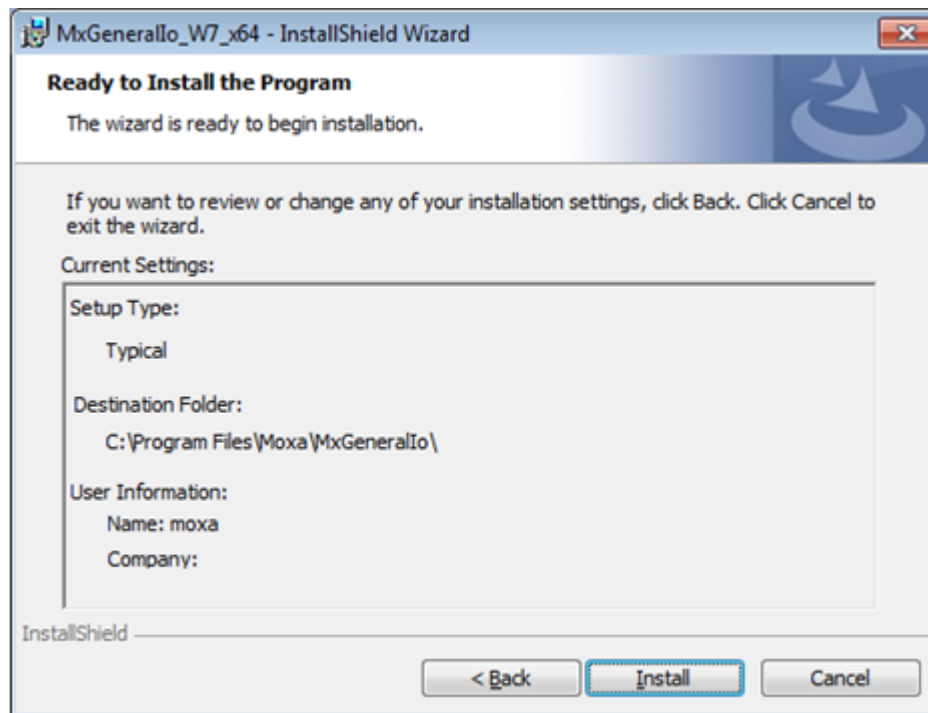 MxGeneralIo_W7_x64 - InstallShield Wizard
Ready to Install the Program
The wizard is ready to begin installation.
If you want to review or change any of your installation settings, click Back. Click Cancel to
exit the wizard.
Current Settings:
Setup Type:
Typical
Destination Folder:
C:\Program Files\Moxa\MxGeneralIo\
User Information:
Name: moxa
Company:
InstallShield
< Back
Install
Cancel